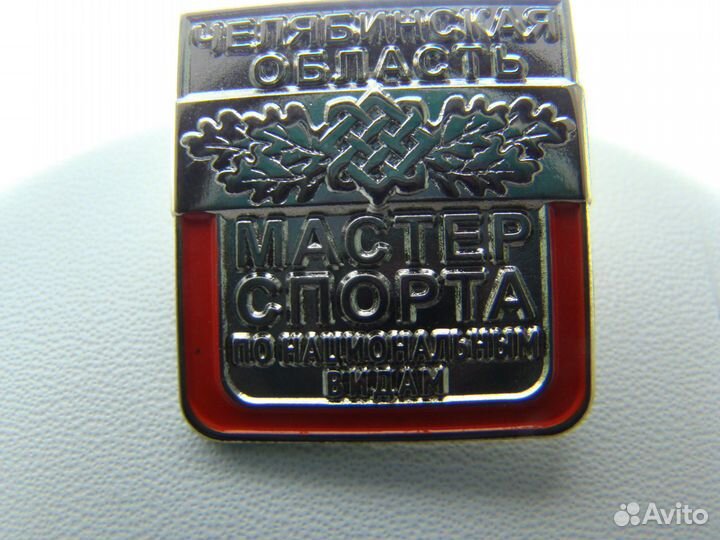 ЧЕЛЯБИНСКАЯ
ОБЛАСТЬ
МАСТЕР
СПОРТА
ПО НАЦИОНАЛЬНЫМ
ВИДАМ
Avito